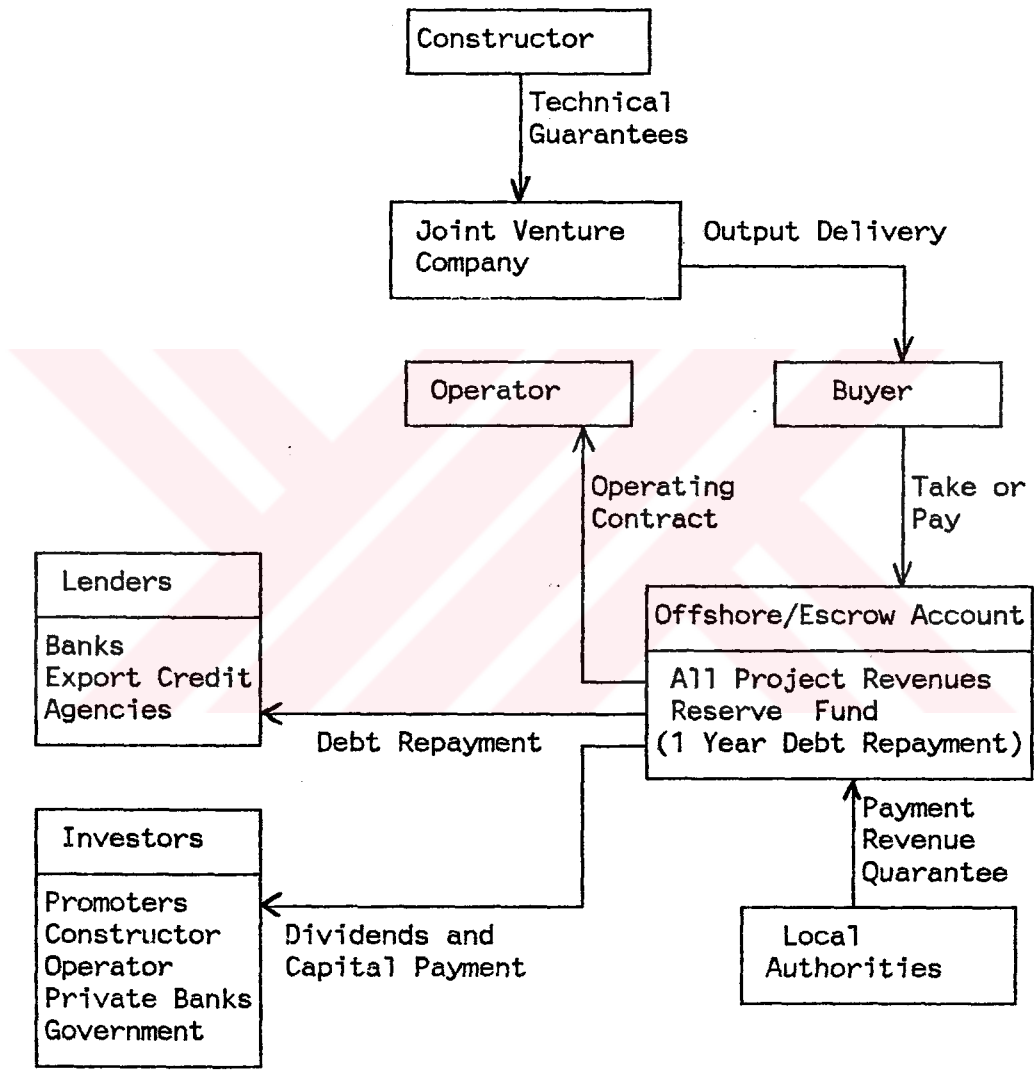 Constructor
Technical
Guarantees
Joint Venture
Company
Output Delivery
Operator
Buyer
Operating
Contract
Take or
Pay
Lenders
Banks
Export Credit
Agencies
Offshore/Escrow Account
All Project Revenues
Reserve Fund
(1 Year Debt Repayment)
Debt Repayment
Investors
Promoters
Constructor
Operator
Private Banks
Government
Dividends and
Capital Payment
Payment
Revenue
Quarantee
Local
Authorities